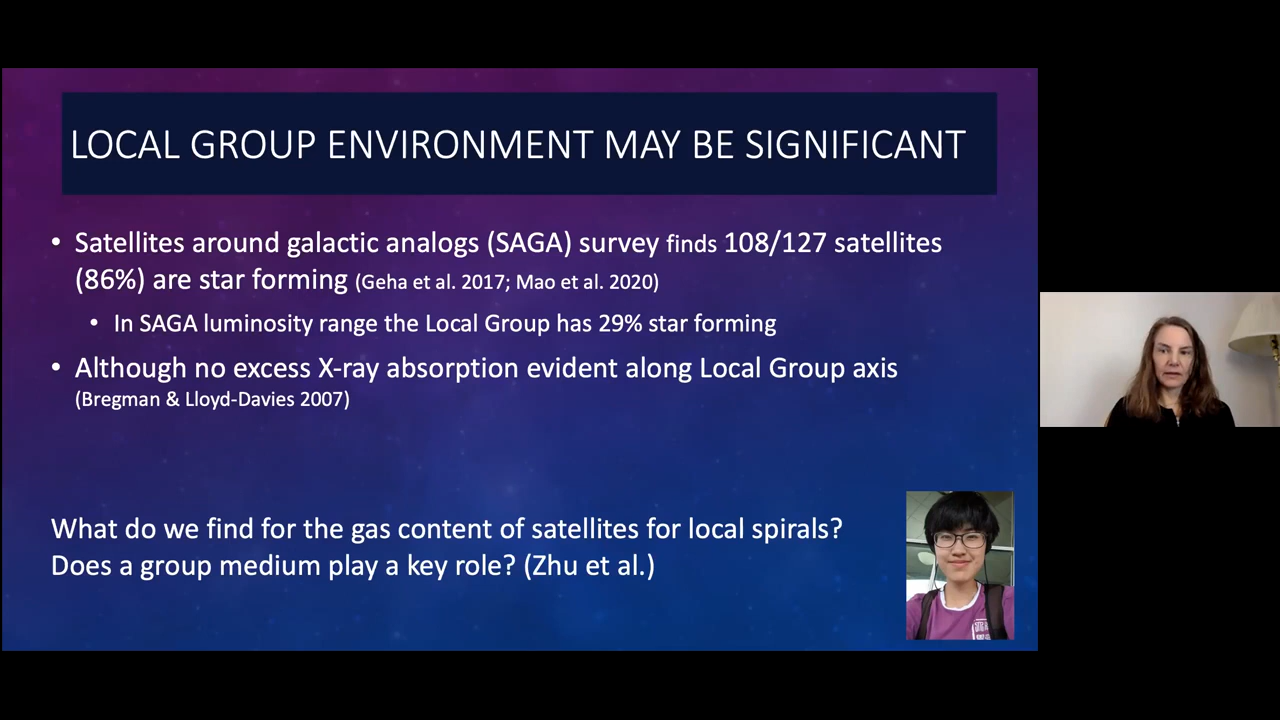 LOCAL GROUP ENVIRONMENT MAY BE SIGNIFICANT
• Satellites around galactic analogs (SAGA) survey finds 108/127 satellites
(86%) are star forming (Geha et al. 2017; Mao et al. 2020)
• In SAGA luminosity range the Local Group has 29% star forming
• Although no excess X-ray absorption evident along Local Group axis
(Bregman & Lloyd-Davies 2007)
What do we find for the gas content of satellites for local spirals?
Does a group medium play a key role? (Zhu et al.)